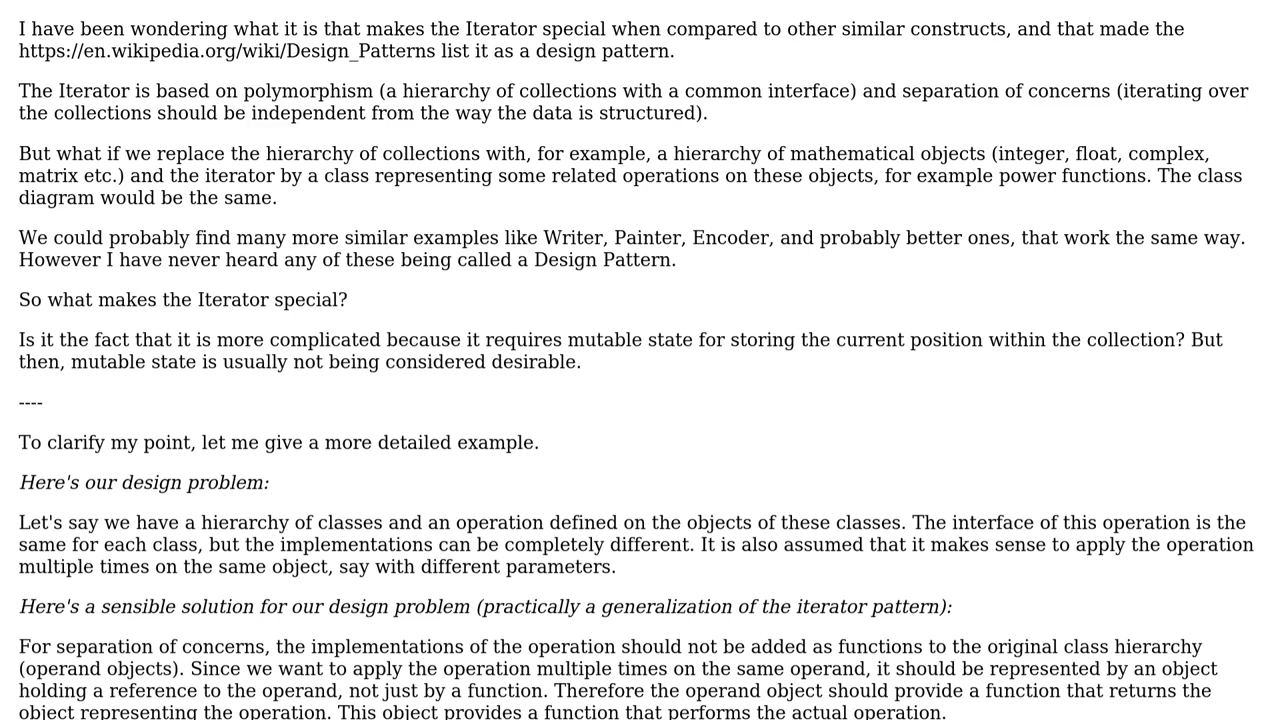 I have been wondering what it is that makes the Iterator special when compared to other similar constructs, and that made the
https://en.wikipedia.org/wiki/Design_Patterns list it as a design pattern.
The Iterator is based on polymorphism (a hierarchy of collections with a common interface) and separation of concerns (iterating over
the collections should be independent from the way the data is structured).
But what if we replace the hierarchy of collections with, for example, a hierarchy of mathematical objects (integer, float, complex,
matrix etc.) and the iterator by a class representing some related operations on these objects, for example power functions. The class
diagram would be the same.
We could probably find many more similar examples like Writer, Painter, Encoder, and probably better ones, that work the same way.
However I have never heard any of these being called a Design Pattern.
So what makes the Iterator special?
Is it the fact that it is more complicated because it requires mutable state for storing the current position within the collection? But
then, mutable state is usually not being considered desirable.
----
To clarify my point, let me give a more detailed example.
Here's our design problem:
Let's say we have a hierarchy of classes and an operation defined on the objects of these classes. The interface of this operation is the
same for each class, but the implementations can be completely different. It is also assumed that it makes sense to apply the operation
multiple times on the same object, say with different parameters.
Here's a sensible solution for our design problem (practically a generalization of the iterator pattern):
For separation of concerns, the implementations of the operation should not be added as functions to the original class hierarchy
(operand objects). Since we want to apply the operation multiple times on the same operand, it should be represented by an object
holding a reference to the operand, not just by a function. Therefore the operand object should provide a function that returns the
object representing the operation. This object provides a function that performs the actual operation.